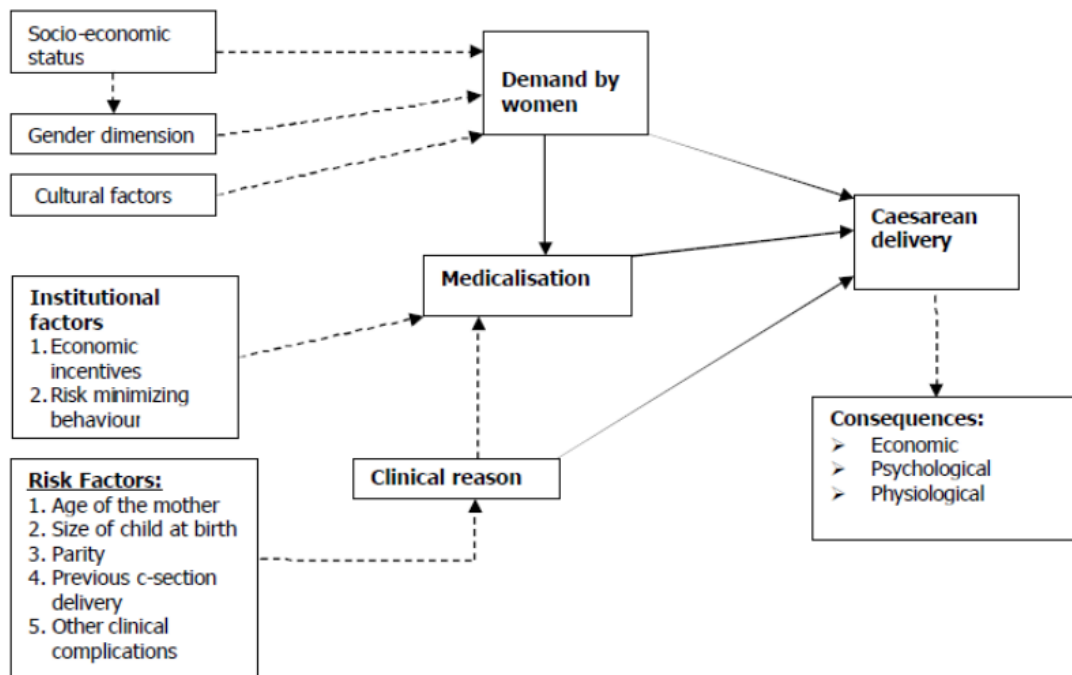 Socio-economic
status
Gender dimension
Cultural factors
Demand by
women
Caesarean
delivery
Medicalisation
Institutional
factors
1. Economic
incentives
2. Risk minimizing
behaviour
Clinical reason
Risk Factors:
1. Age of the mother
2. Size of child at birth
3. Parity
4. Previous c-section
delivery
5. Other clinical
complications
Consequences:
➢ Economic
➢ Psychological
➢ Physiological